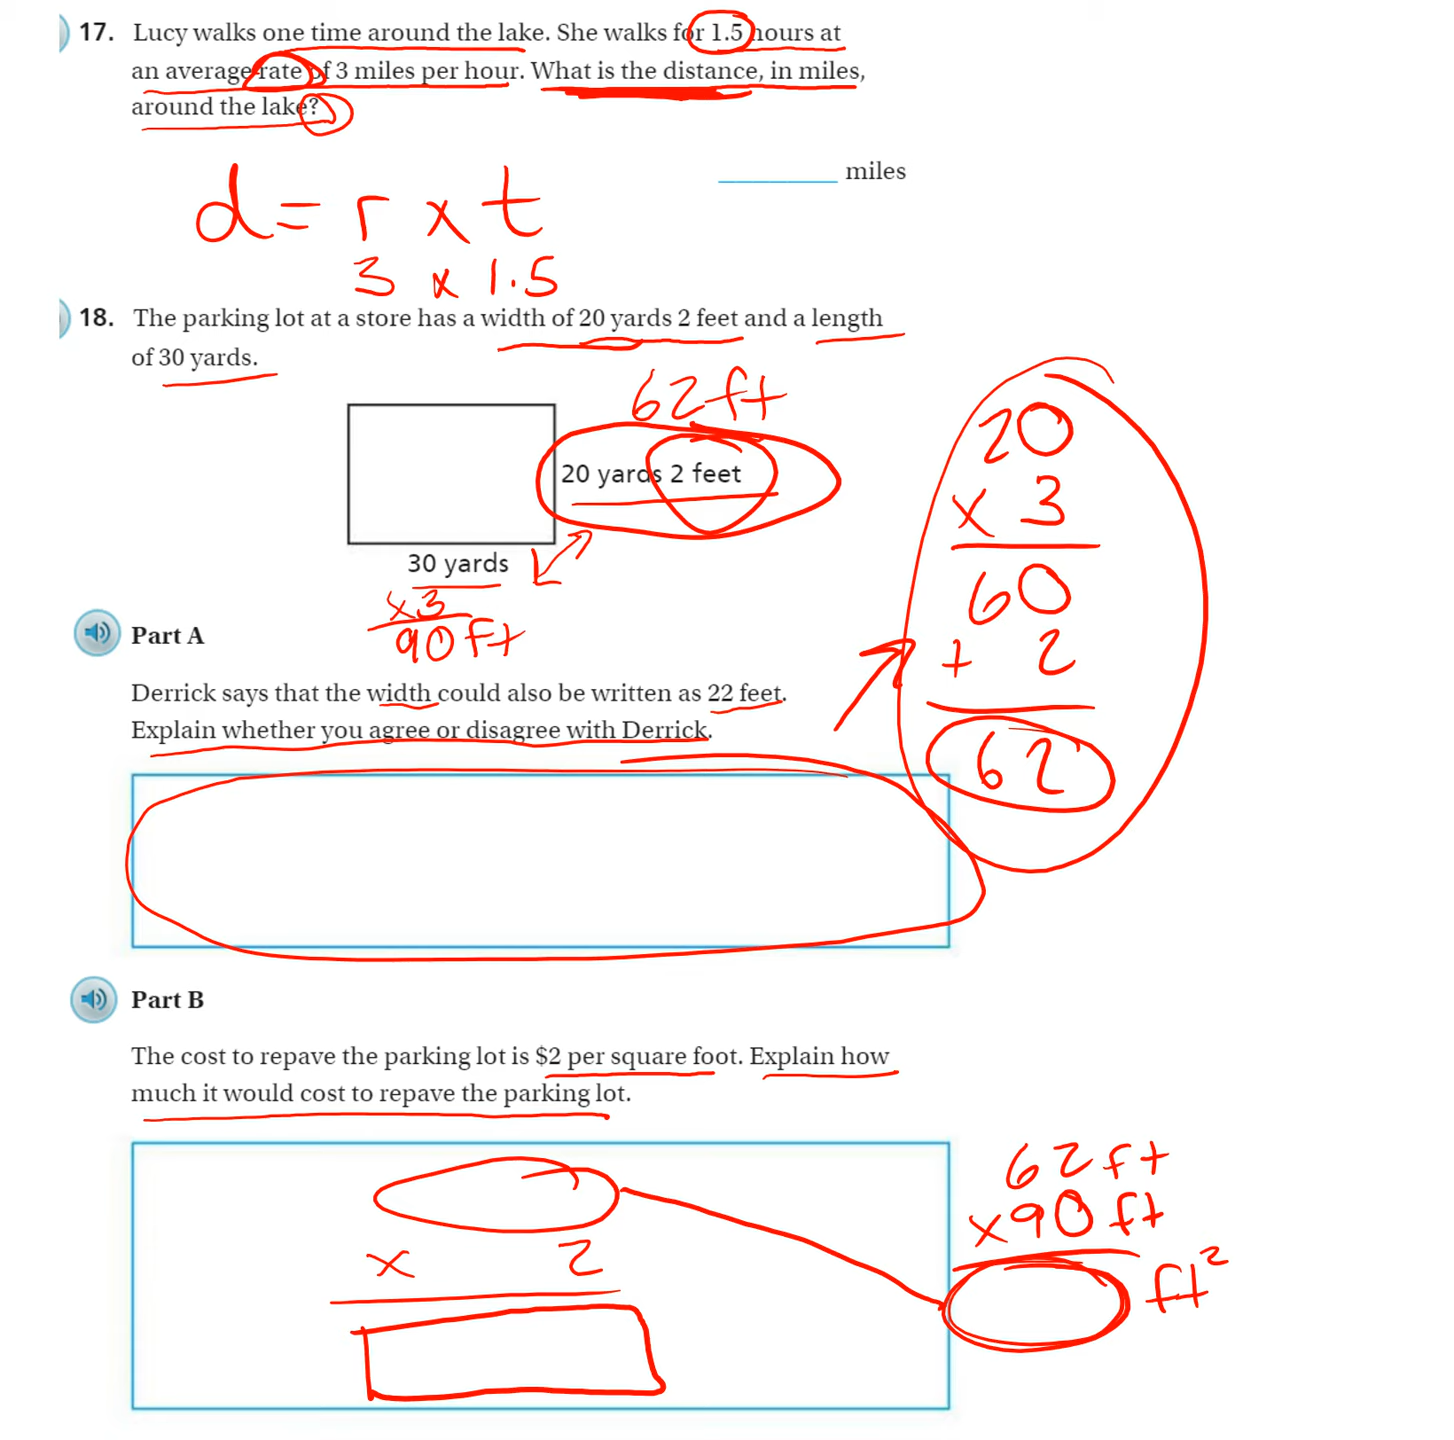 17. Lucy walks one time around the lake. She walks for 1.5 hours at
an average rate of 3 miles per hour. What is the distance, in miles,
around the lake?
miles
d = r x t
3 x 1.5
18. The parking lot at a store has a width of 20 yards 2 feet and a length
of 30 yards.
62 ft
20 yards 2 feet
30 yards
x3
90 ft
20
x 3
60
+ 2
62
Part A
Derrick says that the width could also be written as 22 feet.
Explain whether you agree or disagree with Derrick.
Part B
The cost to repave the parking lot is $2 per square foot. Explain how
much it would cost to repave the parking lot.
x 2
62 ft
x90 ft
ft²